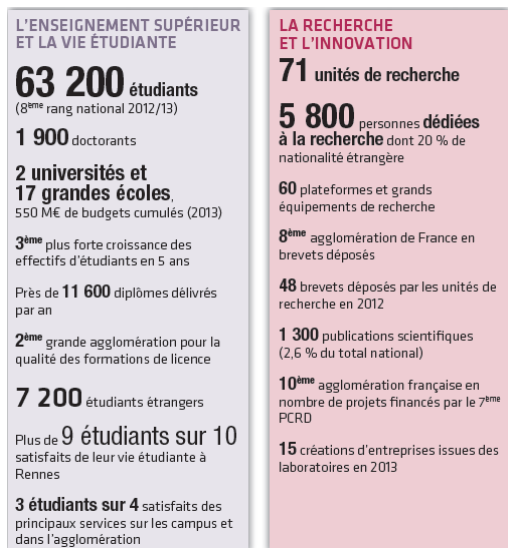 L'ENSEIGNEMENT SUPÉRIEUR
ET LA VIE ÉTUDIANTE
63 200 étudiants
(8ème rang national 2012/13)
1 900 doctorants
2 universités et
17 grandes écoles,
550 M€ de budgets cumulés (2013)
3ème plus forte croissance des
effectifs d'étudiants en 5 ans
Près de 11 600 diplômes délivrés
par an
2ème grande agglomération pour la
qualité des formations de licence
7 200 étudiants étrangers
Plus de 9 étudiants sur 10
satisfaits de leur vie étudiante à
Rennes
3 étudiants sur 4 satisfaits des
principaux services sur les campus et
dans l'agglomération
LA RECHERCHE
ET L'INNOVATION
71 unités de recherche
5 800 personnes dédiées
à la recherche dont 20 % de
nationalité étrangère
60 plateformes et grands
équipements de recherche
8ème agglomération de France en
brevets déposés
48 brevets déposés par les unités de
recherche en 2012
1 300 publications scientifiques
(2,6 % du total national)
10ème agglomération française en
nombre de projets financés par le 7ème
PCRD
15 créations d'entreprises issues des
laboratoires en 2013